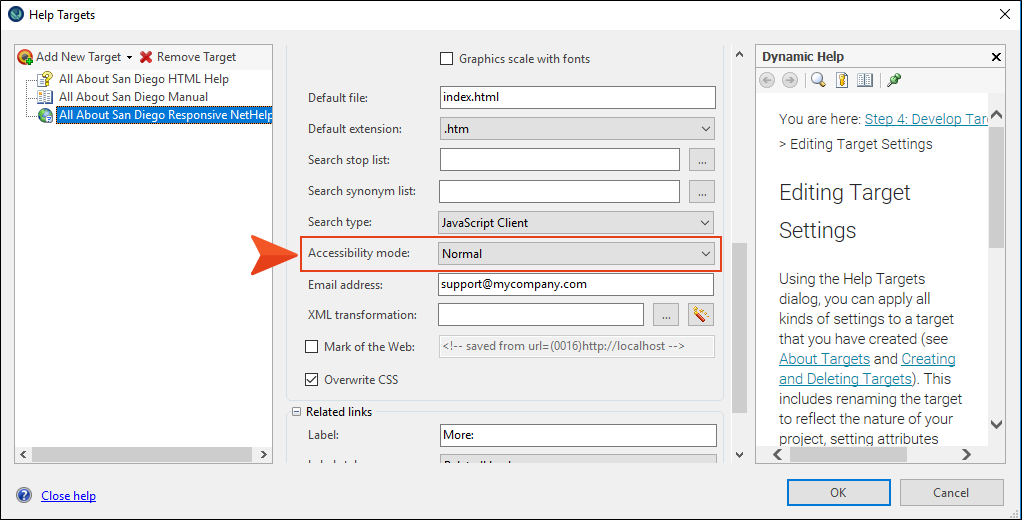 Help Targets
Add New Target
Remove Target
All About San Diego HTML Help
All About San Diego Manual
All About San Diego Responsive NetHelp
Graphics scale with fonts
Default file:
index.html
Default extension:
.htm
Search stop list:
...
Search synonym list:
...
Search type:
JavaScript Client
Accessibility mode:
Normal
Email address:
support@mycompany.com
XML transformation:
...
Mark of the Web:
<!-- saved from url=(0016)http://localhost -->
Overwrite CSS
Related links
Label:
More:
Dynamic Help
You are here: Step 4: Develop Tar
> Editing Target Settings
Editing Target
Settings
Using the Help Targets
dialog, you can apply all
kinds of settings to a target
that you have created (see
About Targets and Creating
and Deleting Targets). This
includes renaming the target
to reflect the nature of your
project, setting attributes
Close help
OK
Cancel